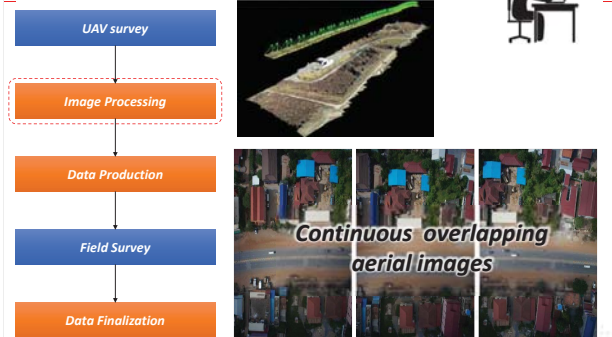 UAV survey
Image Processing
Data Production
Field Survey
Data Finalization
Continuous overlapping
aerial images